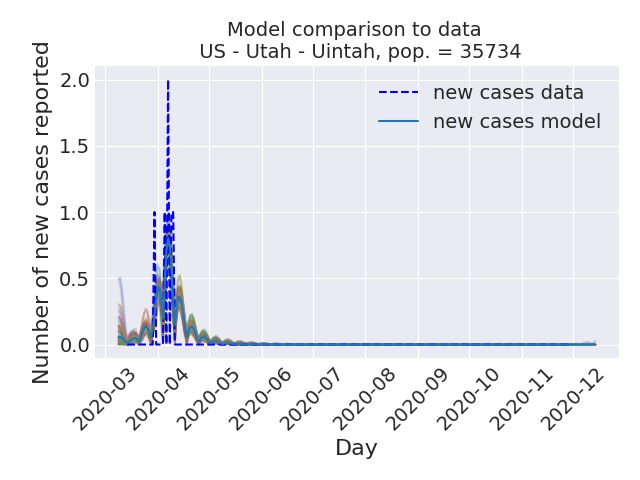 Model comparison to data
US - Utah - Uintah, pop. = 35734
Number of new cases reported
2.0
1.5
1.0
0.5
0.0
new cases data
new cases model
2020-03
2020-04
2020-05
2020-06
2020-07
2020-08
2020-09
2020-10
2020-11
2020-12
Day